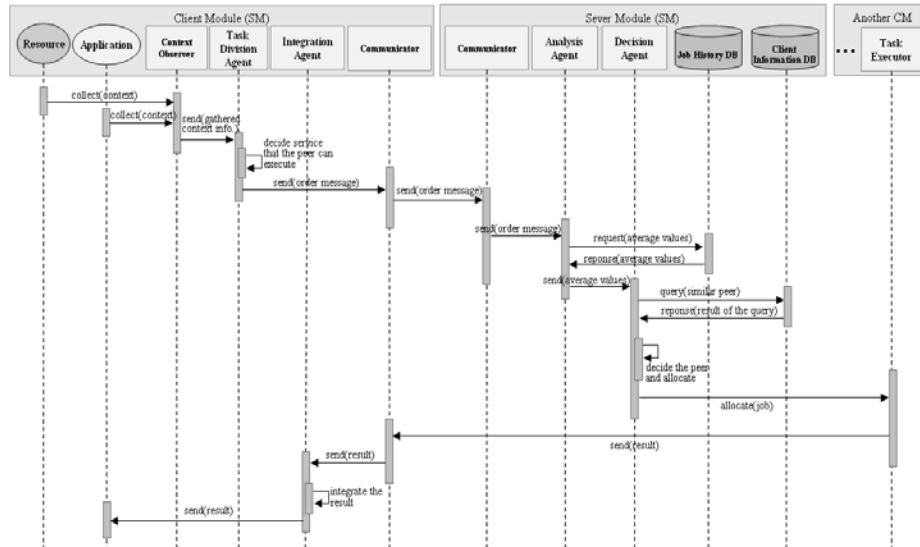 Client Module (SM)
Sever Module (SM)
Another CM
Resource
Application
Context
Observer
Task
Division
Agent
Integration
Agent
Communicator
Communicator
Analysis
Agent
Decision
Agent
Job History DB
Client
Information DB
...
Task
Executor
collect(context)
collect(context)
send(gathered
context info.)
decide service
that the peer can
execute
send(order message)
send(order message)
send(order message)
request(average values)
reponse(average values)
send(average values)
query(similar peer)
reponse(result of the query)
decide the peer
and allocate
allocate(job)
send(result)
send(result)
integrate the
result
send(result)